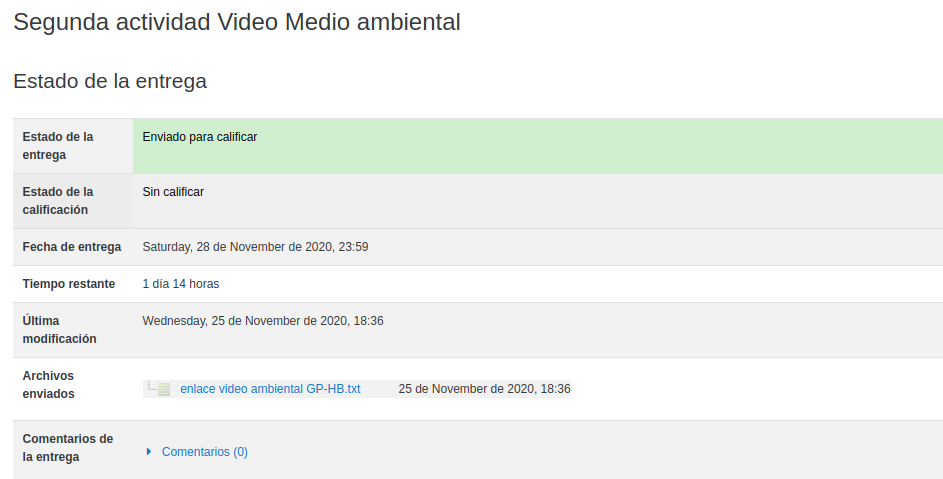 Segunda actividad Video Medio ambiental
Estado de la entrega
Estado de la
entrega
Enviado para calificar
Estado de la
calificación
Sin calificar
Fecha de entrega
Saturday, 28 de November de 2020, 23:59
Tiempo restante
1 día 14 horas
Última
modificación
Wednesday, 25 de November de 2020, 18:36
Archivos
enviados
enlace video ambiental GP-HB.txt
25 de November de 2020, 18:36
Comentarios de
la entrega
Comentarios (0)